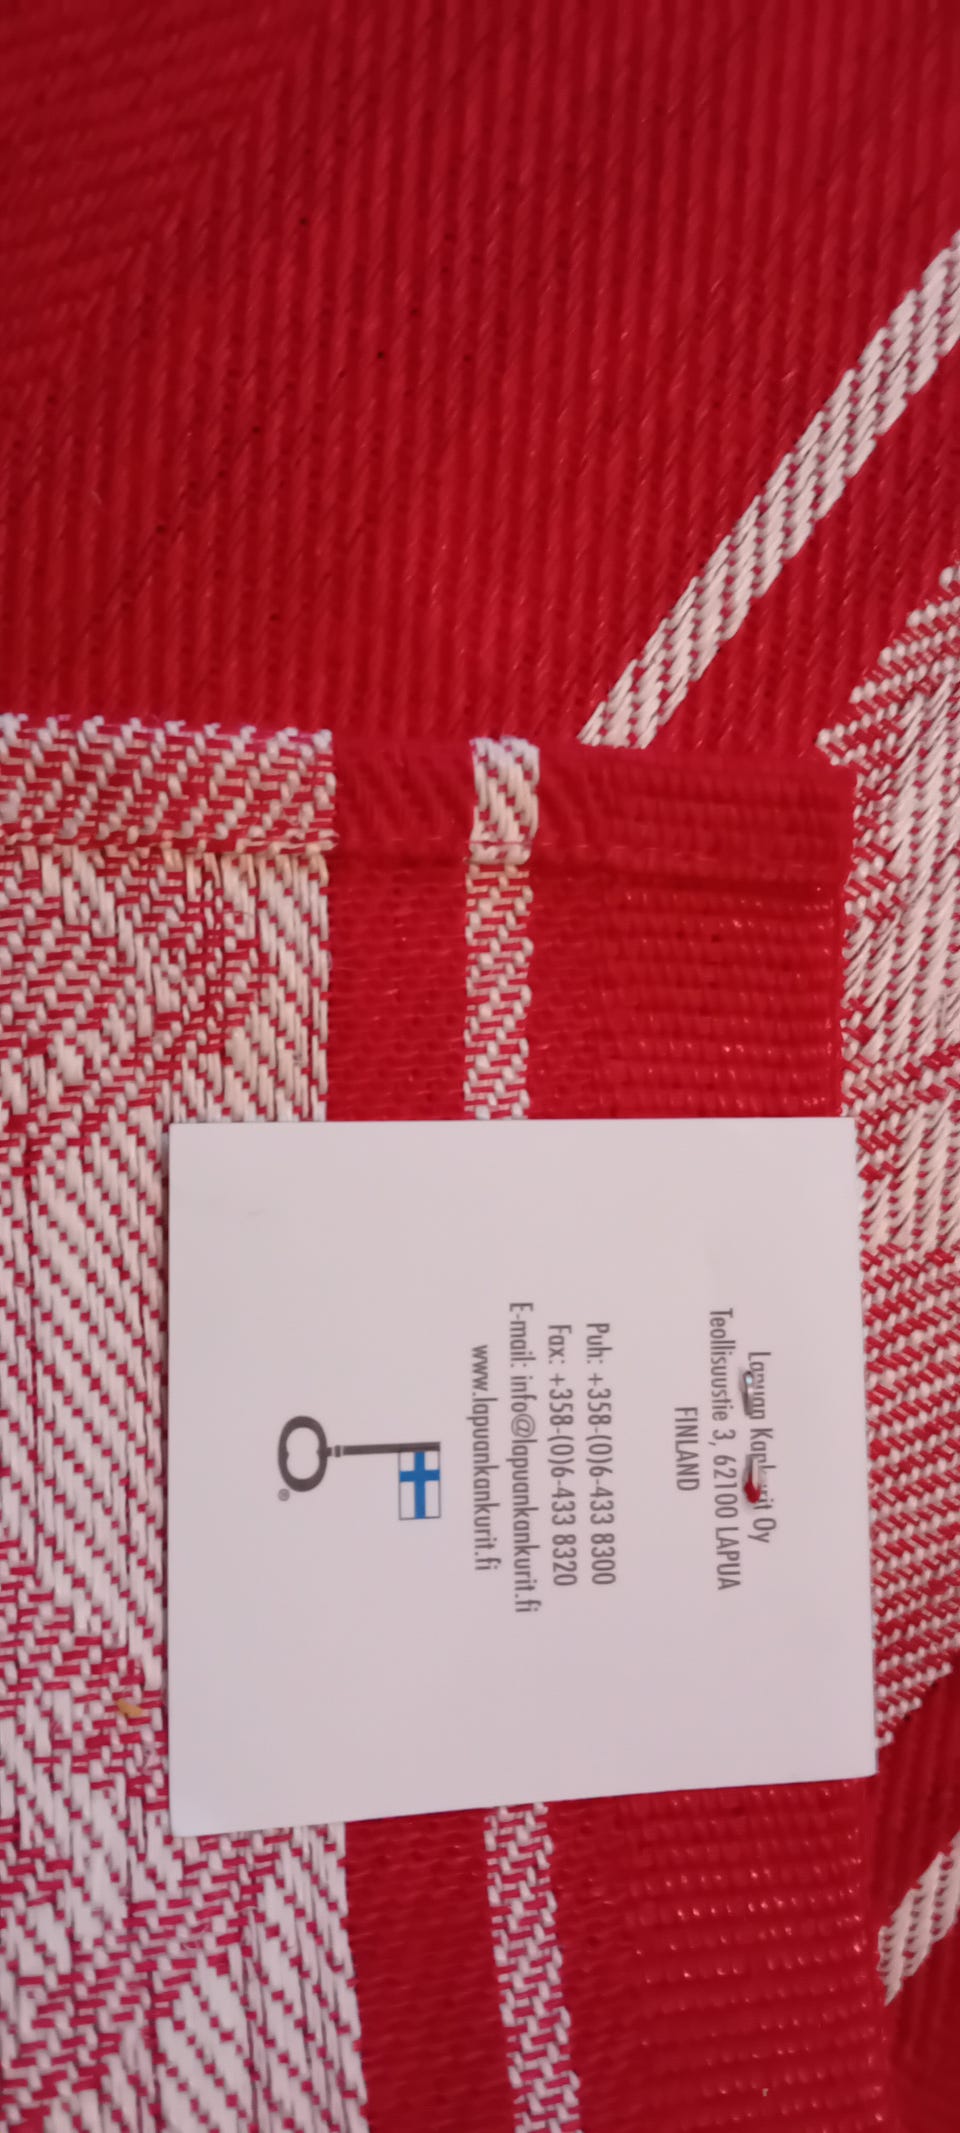 Lapuan Kankurit Oy
Teollisuustie 3, 62100 LAPUA
FINLAND
Puh: +358-(0)6-433 8300
Fax: +358-(0)6-433 8320
E-mail: info@lapuankankurit.fi
www.lapuankankurit.fi
®